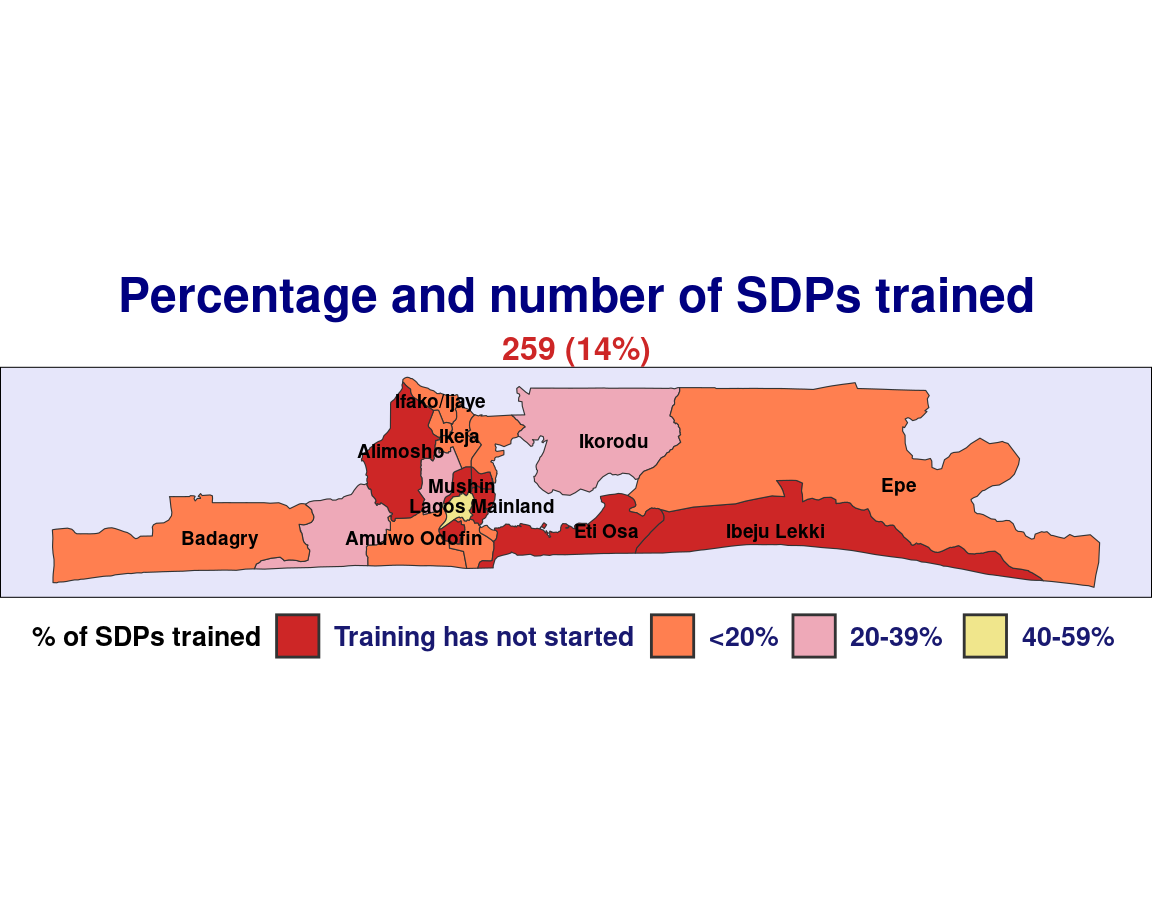 Percentage and number of SDPs trained
259 (14%)
Ifako/Ijaye
Ikeja
Ikorodu
Alimosho
Mushin
Epe
Lagos Mainland
Eti Osa
Ibeju Lekki
Badagry
Amuwo Odofin
% of SDPs trained
Training has not started
<20%
20-39%
40-59%